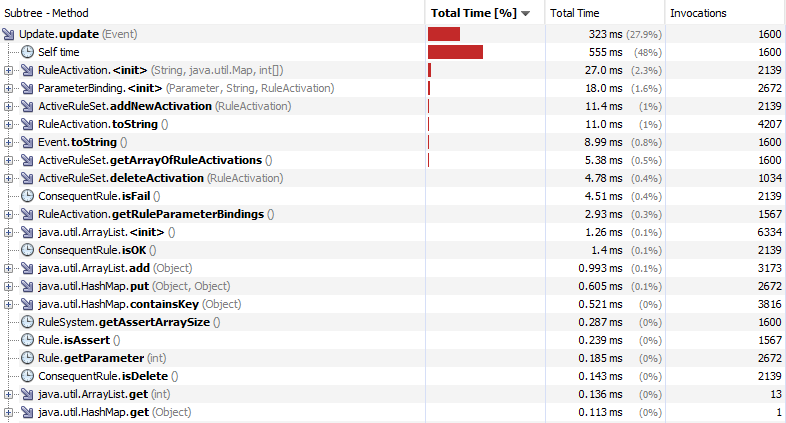 Subtree - Method Total Time [%] Total Time Invocations
Update.update (Event) 323 ms (27.9%) 1600
Self time 555 ms (48%) 1600
RuleActivation.<init> (String, java.util.Map, int[]) 27.0 ms (2.3%) 2139
ParameterBinding.<init> (Parameter, String, RuleActivation) 18.0 ms (1.6%) 2672
ActiveRuleSet.addNewActivation (RuleActivation) 11.4 ms (1%) 2139
RuleActivation.toString () 11.0 ms (1%) 4207
Event.toString () 8.99 ms (0.8%) 1600
ActiveRuleSet.getArrayOfRuleActivations () 5.38 ms (0.5%) 1600
ActiveRuleSet.deleteActivation (RuleActivation) 4.78 ms (0.4%) 1034
ConsequentRule.isFail () 4.51 ms (0.4%) 2139
RuleActivation.getRuleParameterBindings () 2.93 ms (0.3%) 1567
java.util.ArrayList.<init> () 1.26 ms (0.1%) 6334
ConsequentRule.isOK () 1.4 ms (0.1%) 2139
java.util.ArrayList.add (Object) 0.993 ms (0.1%) 3173
java.util.HashMap.put (Object, Object) 0.605 ms (0.1%) 2672
java.util.HashMap.containsKey (Object) 0.521 ms (0%) 3816
RuleSystem.getAssertArraySize () 0.287 ms (0%) 1600
Rule.isAssert () 0.239 ms (0%) 1567
Rule.getParameter (int) 0.185 ms (0%) 2672
ConsequentRule.isDelete () 0.143 ms (0%) 2139
java.util.ArrayList.get (int) 0.136 ms (0%) 13
java.util.HashMap.get (Object) 0.113 ms (0%) 1